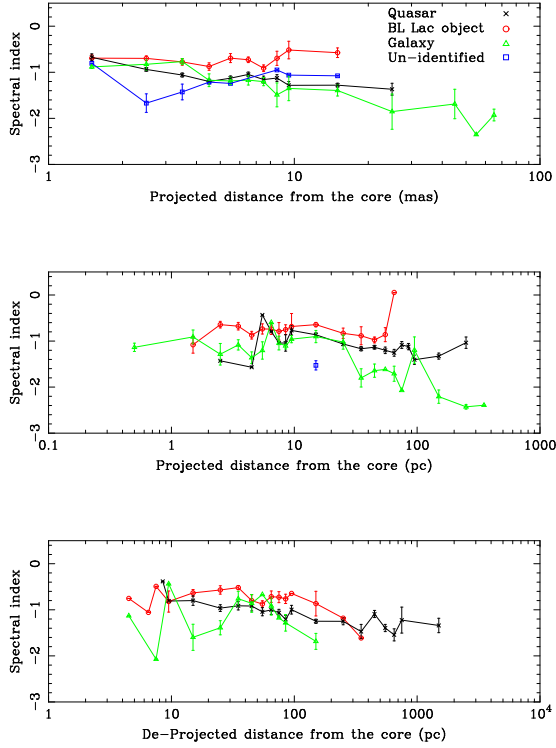 0
−1
−2
−3
Spectral index
Quasar
BL Lac object
Galaxy
Un−identified
1
10
100
Projected distance from the core (mas)
0
−1
−2
−3
Spectral index
0.1
1
10
100
1000
Projected distance from the core (pc)
0
−1
−2
−3
Spectral index
1
10
100
1000
10⁴
De−Projected distance from the core (pc)